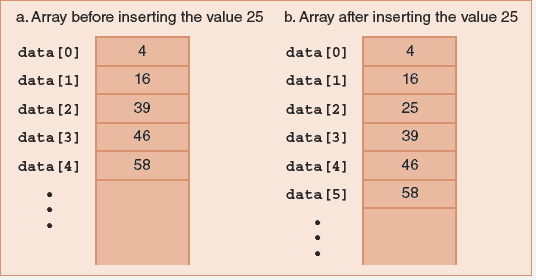 a. Array before inserting the value 25
data[0] 4
data[1] 16
data[2] 39
data[3] 46
data[4] 58
b. Array after inserting the value 25
data[0] 4
data[1] 16
data[2] 25
data[3] 39
data[4] 46
data[5] 58